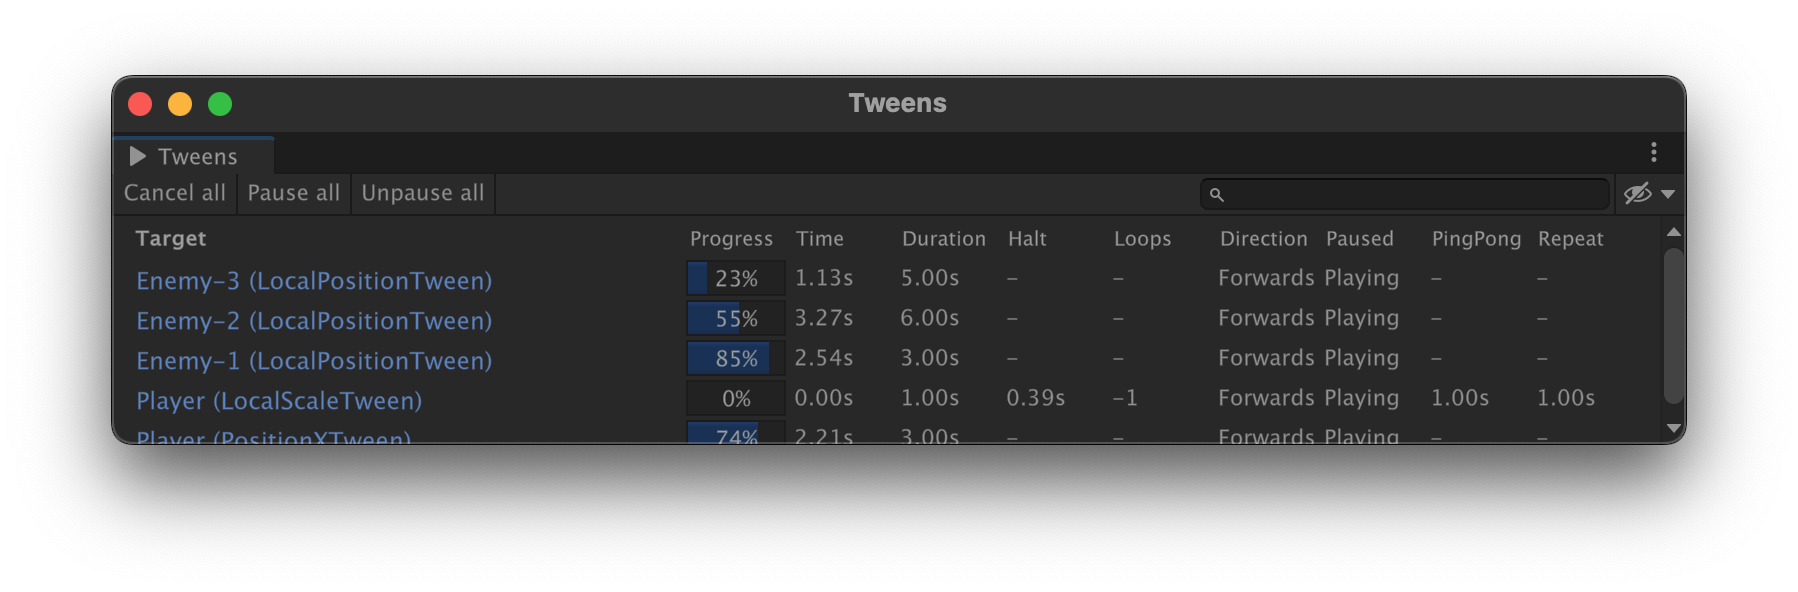 Tweens
Tweens
Cancel all Pause all Unpause all
Target Progress Time Duration Halt Loops Direction Paused PingPong Repeat
Enemy-3 (LocalPositionTween) 23% 1.13s 5.00s – – Forwards Playing – –
Enemy-2 (LocalPositionTween) 55% 3.27s 6.00s – – Forwards Playing – –
Enemy-1 (LocalPositionTween) 85% 2.54s 3.00s – – Forwards Playing – –
Player (LocalScaleTween) 0% 0.00s 1.00s 0.39s -1 Forwards Playing 1.00s 1.00s
Player (PositionXTween) 74% 2.21s 3.00s – – Forwards Playing – –